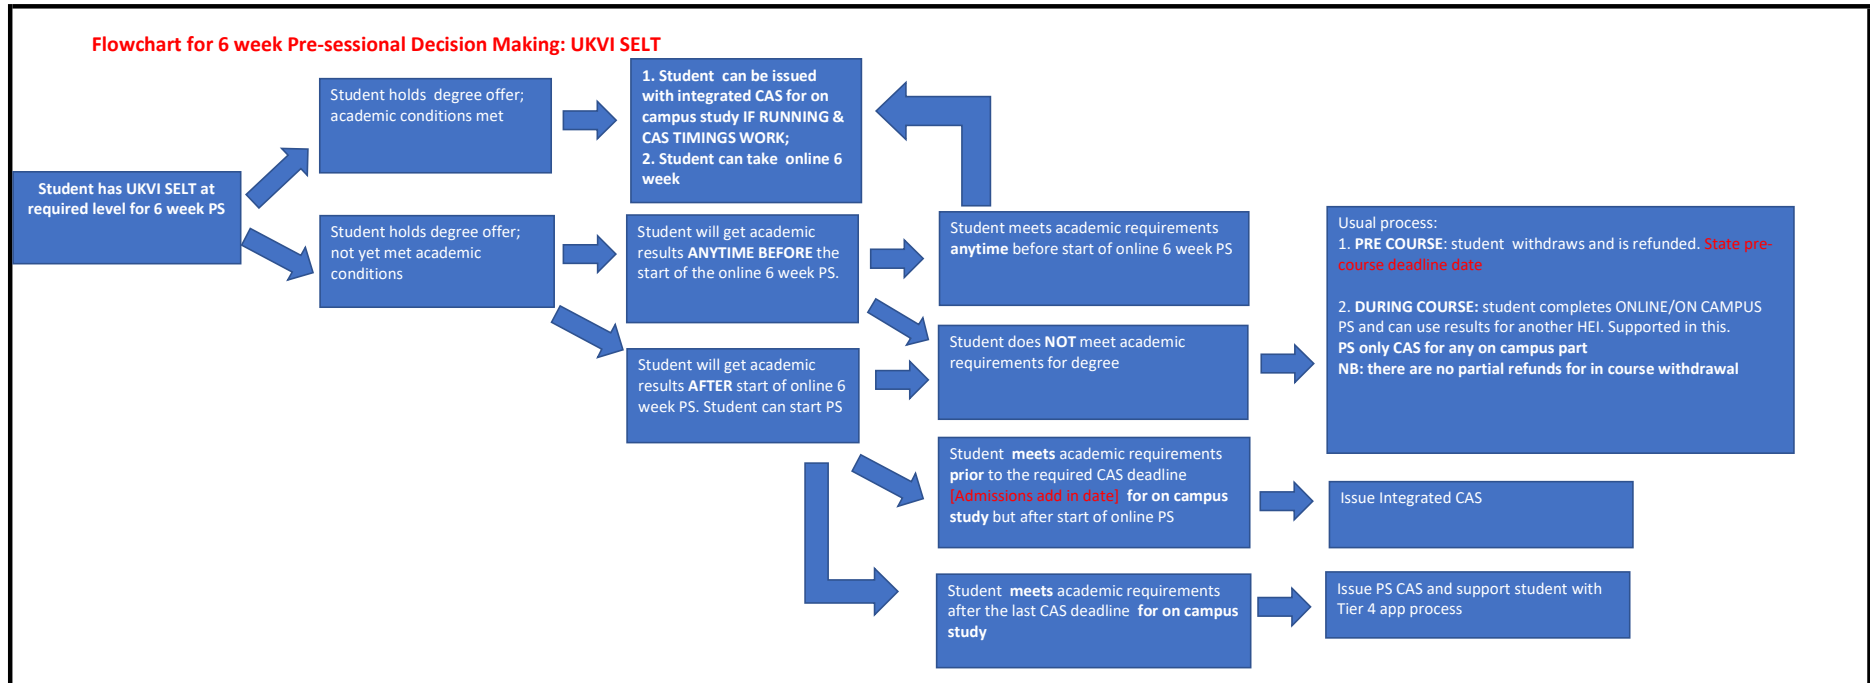 Flowchart for 6 week Pre-sessional Decision Making: UKVI SELT
Student has UKVI SELT at
required level for 6 week PS
Student holds degree offer;
academic conditions met
Student holds degree offer;
not yet met academic
conditions
1. Student can be issued
with integrated CAS for on
campus study IF RUNNING &
CAS TIMINGS WORK;
2. Student can take online 6
week
Student will get academic
results ANYTIME BEFORE the
start of the online 6 week PS.
Student will get academic
results AFTER start of online 6
week PS. Student can start PS
Student meets academic requirements
anytime before start of online 6 week PS
Student does NOT meet academic
requirements for degree
Student meets academic requirements
prior to the required CAS deadline
[Admissions add in date] for on campus
study but after start of online PS
Student meets academic requirements
after the last CAS deadline for on campus
study
Usual process:
1. PRE COURSE: student withdraws and is refunded. State pre-
course deadline date
2. DURING COURSE: student completes ONLINE/ON CAMPUS
PS and can use results for another HEI. Supported in this.
PS only CAS for any on campus part
NB: there are no partial refunds for in course withdrawal
Issue Integrated CAS
Issue PS CAS and support student with
Tier 4 app process